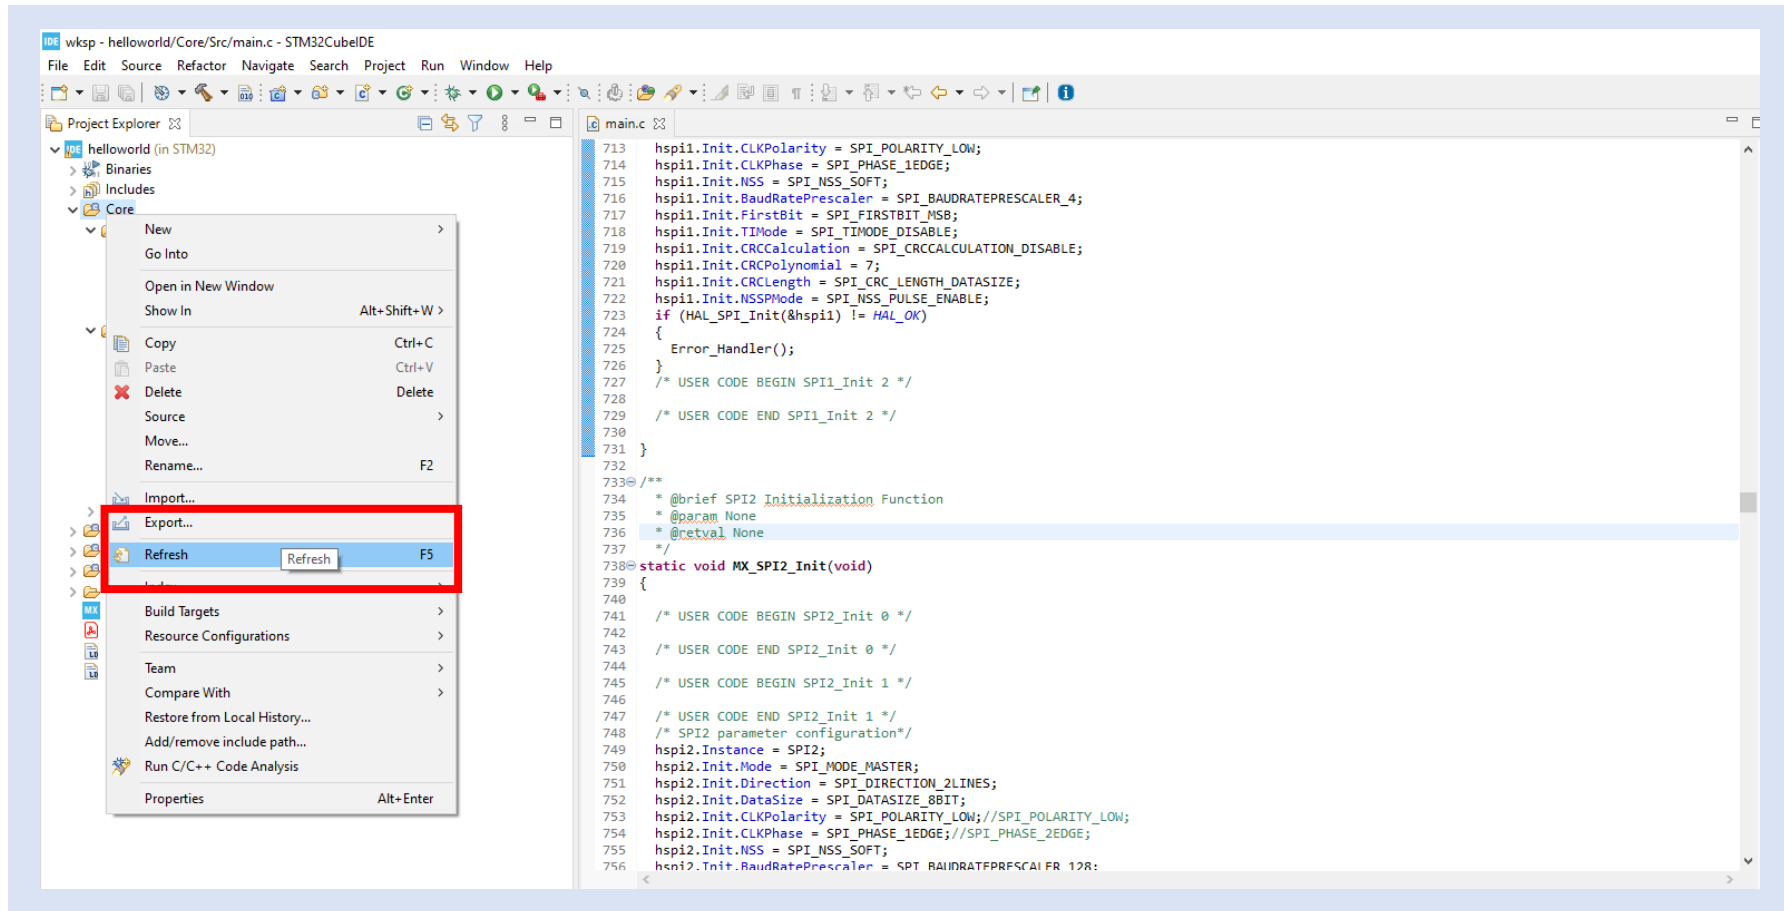 IDE wksp - helloworld/Core/Src/main.c - STM32CubeIDE
File Edit Source Refactor Navigate Search Project Run Window Help
Project Explorer
helloworld (in STM32)
Binaries
Includes
Core
New
Go Into
Open in New Window
Show In Alt+Shift+W >
Copy Ctrl+C
Paste Ctrl+V
Delete Delete
Source
Move...
Rename... F2
Import...
Export...
Refresh F5
Refresh
Build Targets
Resource Configurations
Team
Compare With
Restore from Local History...
Add/remove include path...
Run C/C++ Code Analysis
Properties Alt+Enter
MX
main.c
713 hspi1.Init.CLKPolarity = SPI_POLARITY_LOW;
714 hspi1.Init.CLKPhase = SPI_PHASE_1EDGE;
715 hspi1.Init.NSS = SPI_NSS_SOFT;
716 hspi1.Init.BaudRatePrescaler = SPI_BAUDRATEPRESCALER_4;
717 hspi1.Init.FirstBit = SPI_FIRSTBIT_MSB;
718 hspi1.Init.TIMode = SPI_TIMODE_DISABLE;
719 hspi1.Init.CRCCalculation = SPI_CRCCALCULATION_DISABLE;
720 hspi1.Init.CRCPolynomial = 7;
721 hspi1.Init.CRCLength = SPI_CRC_LENGTH_DATASIZE;
722 hspi1.Init.NSSPMode = SPI_NSS_PULSE_ENABLE;
723 if (HAL_SPI_Init(&hspi1) != HAL_OK)
724 {
725 Error_Handler();
726 }
727 /* USER CODE BEGIN SPI1_Init 2 */
728
729 /* USER CODE END SPI1_Init 2 */
730
731 }
732
733 /**
734 * @brief SPI2 Initialization Function
735 * @param None
736 * @retval None
737 */
738 static void MX_SPI2_Init(void)
739 {
740
741 /* USER CODE BEGIN SPI2_Init 0 */
742
743 /* USER CODE END SPI2_Init 0 */
744
745 /* USER CODE BEGIN SPI2_Init 1 */
746
747 /* USER CODE END SPI2_Init 1 */
748 /* SPI2 parameter configuration*/
749 hspi2.Instance = SPI2;
750 hspi2.Init.Mode = SPI_MODE_MASTER;
751 hspi2.Init.Direction = SPI_DIRECTION_2LINES;
752 hspi2.Init.DataSize = SPI_DATASIZE_8BIT;
753 hspi2.Init.CLKPolarity = SPI_POLARITY_LOW;//SPI_POLARITY_LOW;
754 hspi2.Init.CLKPhase = SPI_PHASE_1EDGE;//SPI_PHASE_2EDGE;
755 hspi2.Init.NSS = SPI_NSS_SOFT;
756 hspi2.Init.BaudRatePrescaler = SPI_BAUDRATEPRESCALER_128;